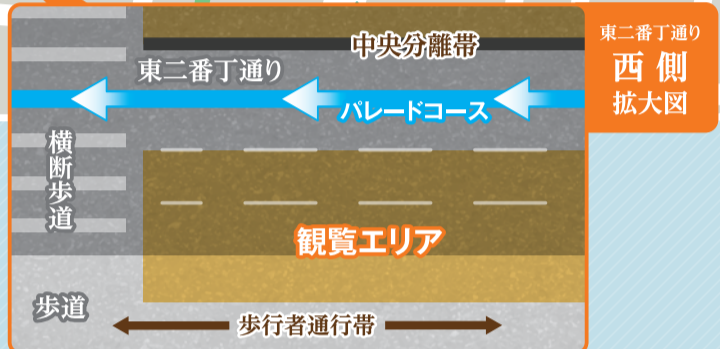 中央分離帯
東二番丁通り
西側
拡大図
東二番丁通り
パレードコース
横断歩道
観覧エリア
歩道
歩行者通行帯